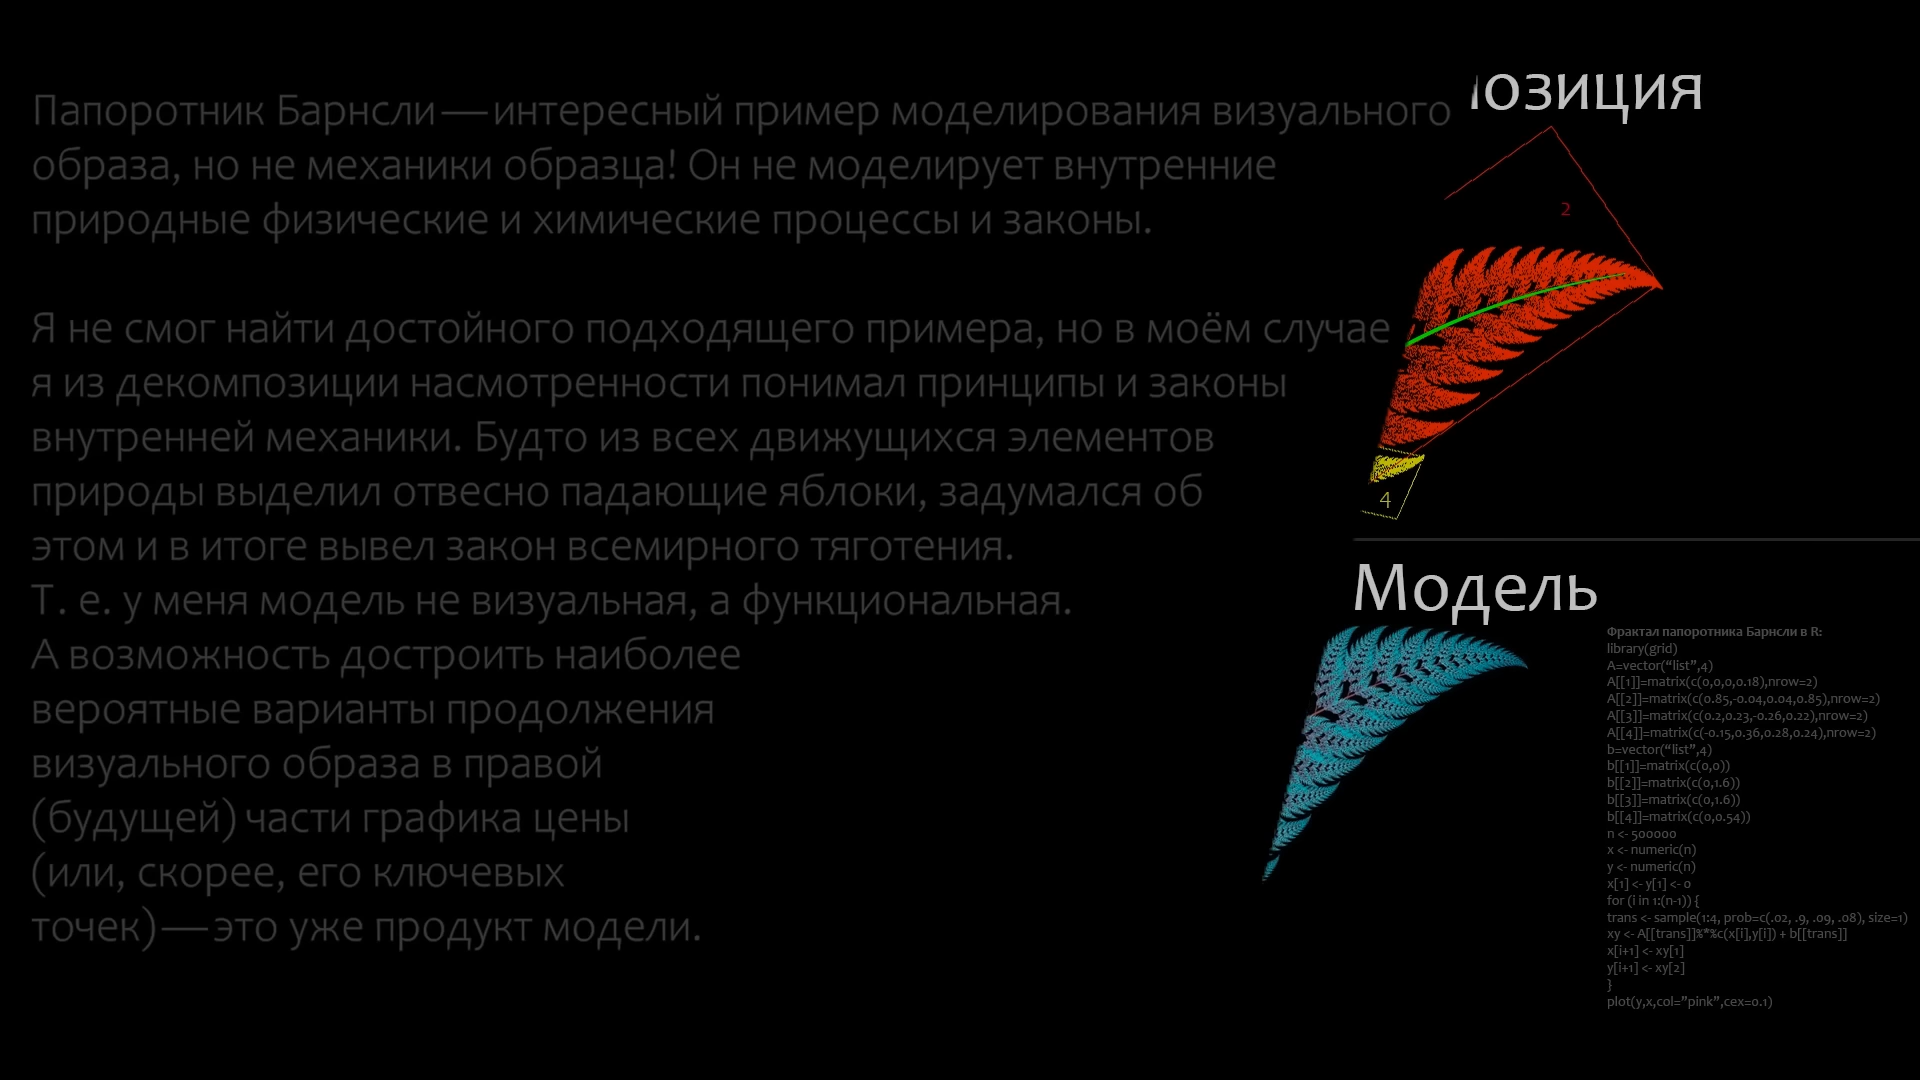 Папоротник Барнсли — интересный пример моделирования визуального
образа, но не механики образца! Он не моделирует внутренние
природные физические и химические процессы и законы.
Я не смог найти достойного подходящего примера, но в моём случае
я из декомпозиции насмотренности понимал принципы и законы
внутренней механики. Будто из всех движущихся элементов
природы выделил отвесно падающие яблоки, задумался об
этом и в итоге вывел закон всемирного тяготения.
Т. е. у меня модель не визуальная, а функциональная.
А возможность достроить наиболее
вероятные варианты продолжения
визуального образа в правой
(будущей) части графика цены
(или, скорее, его ключевых
точек) — это уже продукт модели.
озиция
2
4
Модель
Фрактал папоротника Барнсли в R:
library(grid)
A=vector(“list”,4)
A[[1]]=matrix(c(0,0,0,0.18),nrow=2)
A[[2]]=matrix(c(0.85,-0.04,0.04,0.85),nrow=2)
A[[3]]=matrix(c(0.2,0.23,-0.26,0.22),nrow=2)
A[[4]]=matrix(c(-0.15,0.36,0.28,0.24),nrow=2)
b=vector(“list”,4)
b[[1]]=matrix(c(0,0))
b[[2]]=matrix(c(0,1.6))
b[[3]]=matrix(c(0,1.6))
b[[4]]=matrix(c(0,0.54))
n <- 500000
x <- numeric(n)
y <- numeric(n)
x[1] <- y[1] <- 0
for (i in 1:(n-1)) {
trans <- sample(1:4, prob=c(.02, .9, .09, .08), size=1)
xy <- A[[trans]]%*%c(x[i],y[i]) + b[[trans]]
x[i+1] <- xy[1]
y[i+1] <- xy[2]
}
plot(y,x,col=”pink”,cex=0.1)